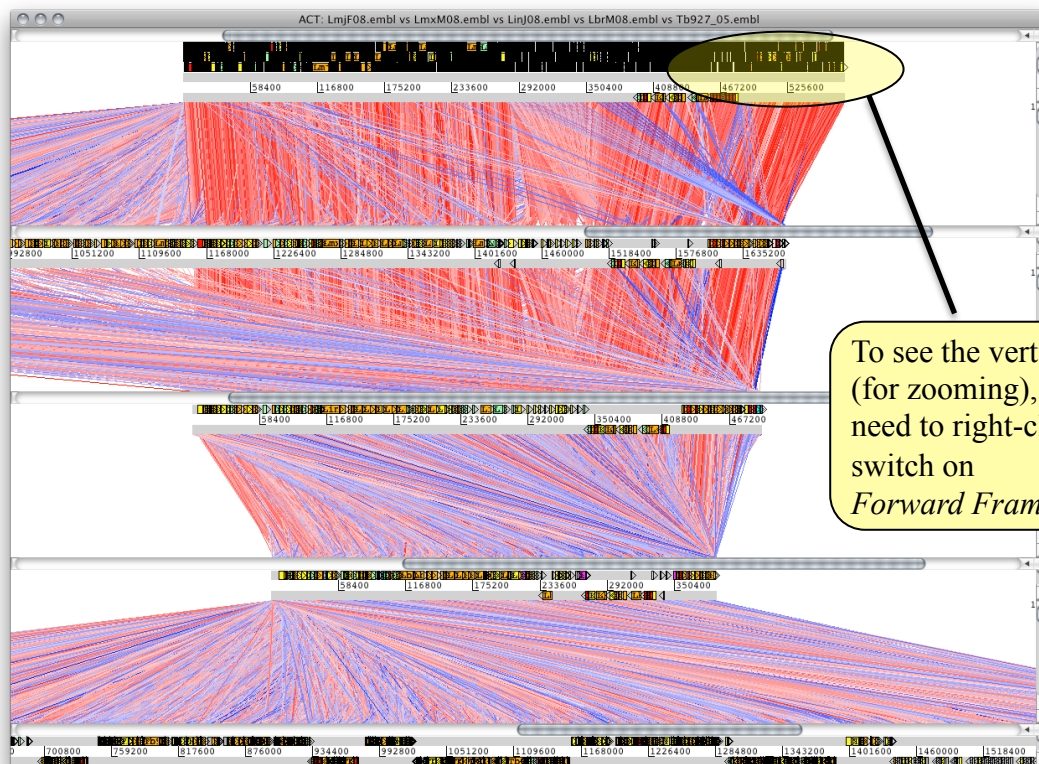 ACT: LmjF08.embl vs LmxM08.embl vs LinJ08.embl vs LbrM08.embl vs Tb927_05.embl
58400 116800 175200 233600 292000 350400 408800 467200 525600
992800 1051200 1109600 1168000 1226400 1284800 1343200 1401600 1460000 1518400 1576800 1635200
To see the vert
(for zooming),
need to right-c
switch on
Forward Fram
58400 116800 175200 233600 292000 350400 408800 467200
58400 116800 175200 233600 292000 350400
700800 759200 817600 876000 934400 992800 1051200 1109600 1168000 1226400 1284800 1343200 1401600 1460000 1518400